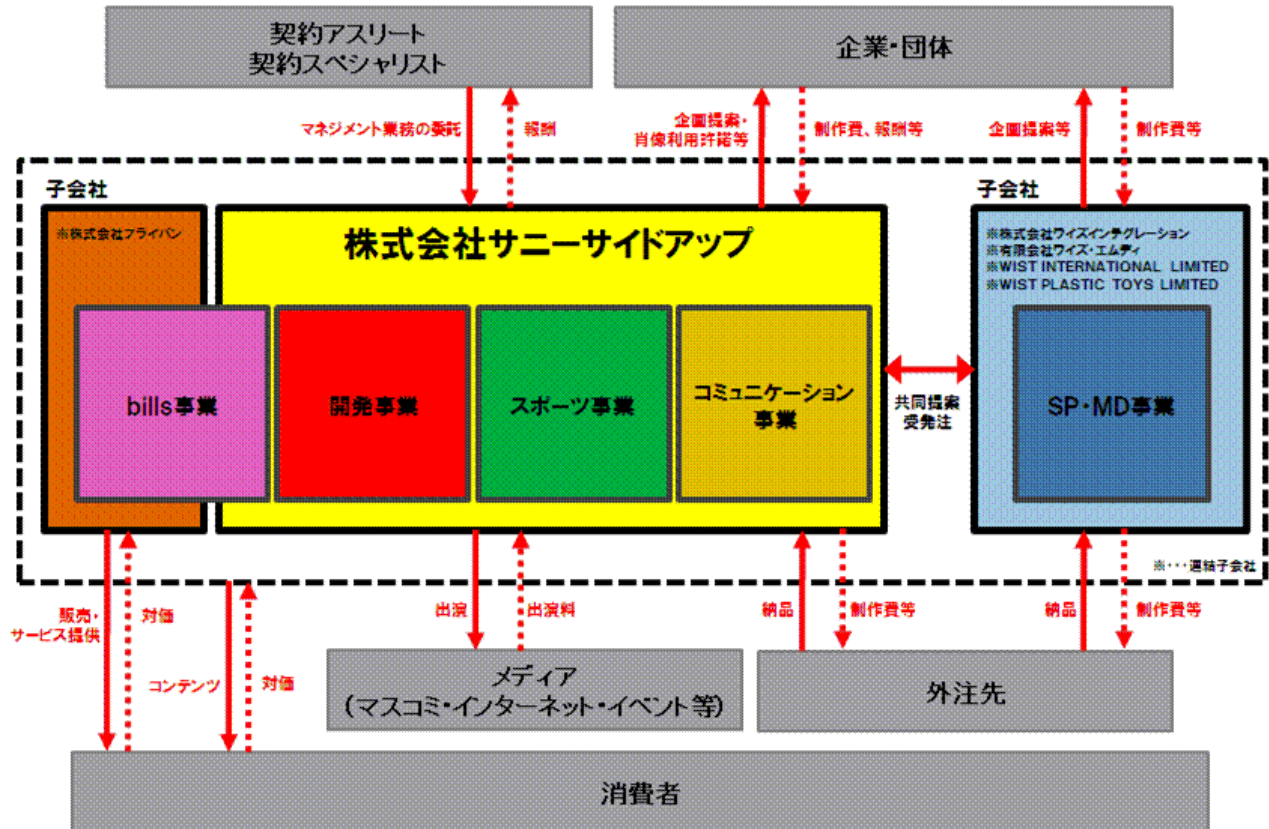 契約アスリート
契約スペシャリスト
企業・団体
マネジメント業務の委託
報酬
企画提案・
肖像利用許諾等
制作費、報酬等
企画提案等
制作費等
子会社
子会社
※株式会社フライパン
株式会社サニーサイドアップ
※株式会社ワイズインテグレーション
※有限会社ワイズ・エムディ
※WIST INTERNATIONAL LIMITED
※WIST PLASTIC TOYS LIMITED
bills事業
開発事業
スポーツ事業
コミュニケーション
事業
共同提案
受発注
SP・MD事業
※・・・連結子会社
販売・
サービス提供
対価
コンテンツ
対価
出演
出演料
納品
制作費等
納品
制作費等
メディア
（マスコミ・インターネット・イベント等）
外注先
消費者